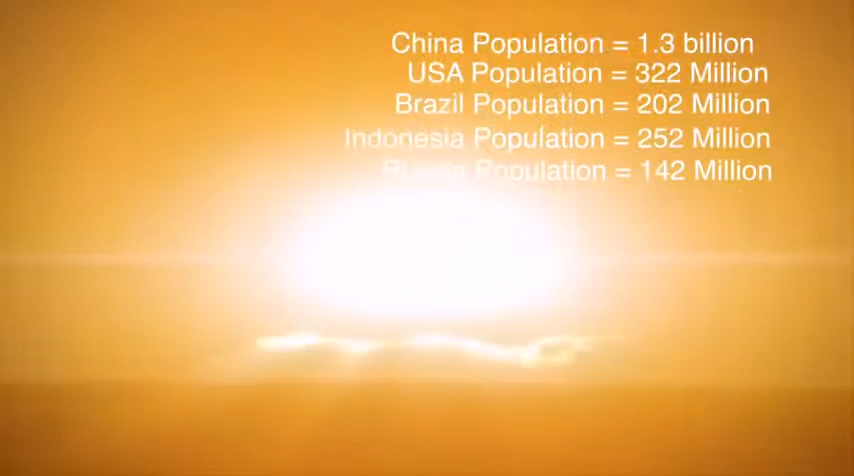 China Population = 1.3 billion
USA Population = 322 Million
Brazil Population = 202 Million
Indonesia Population = 252 Million
Russia Population = 142 Million